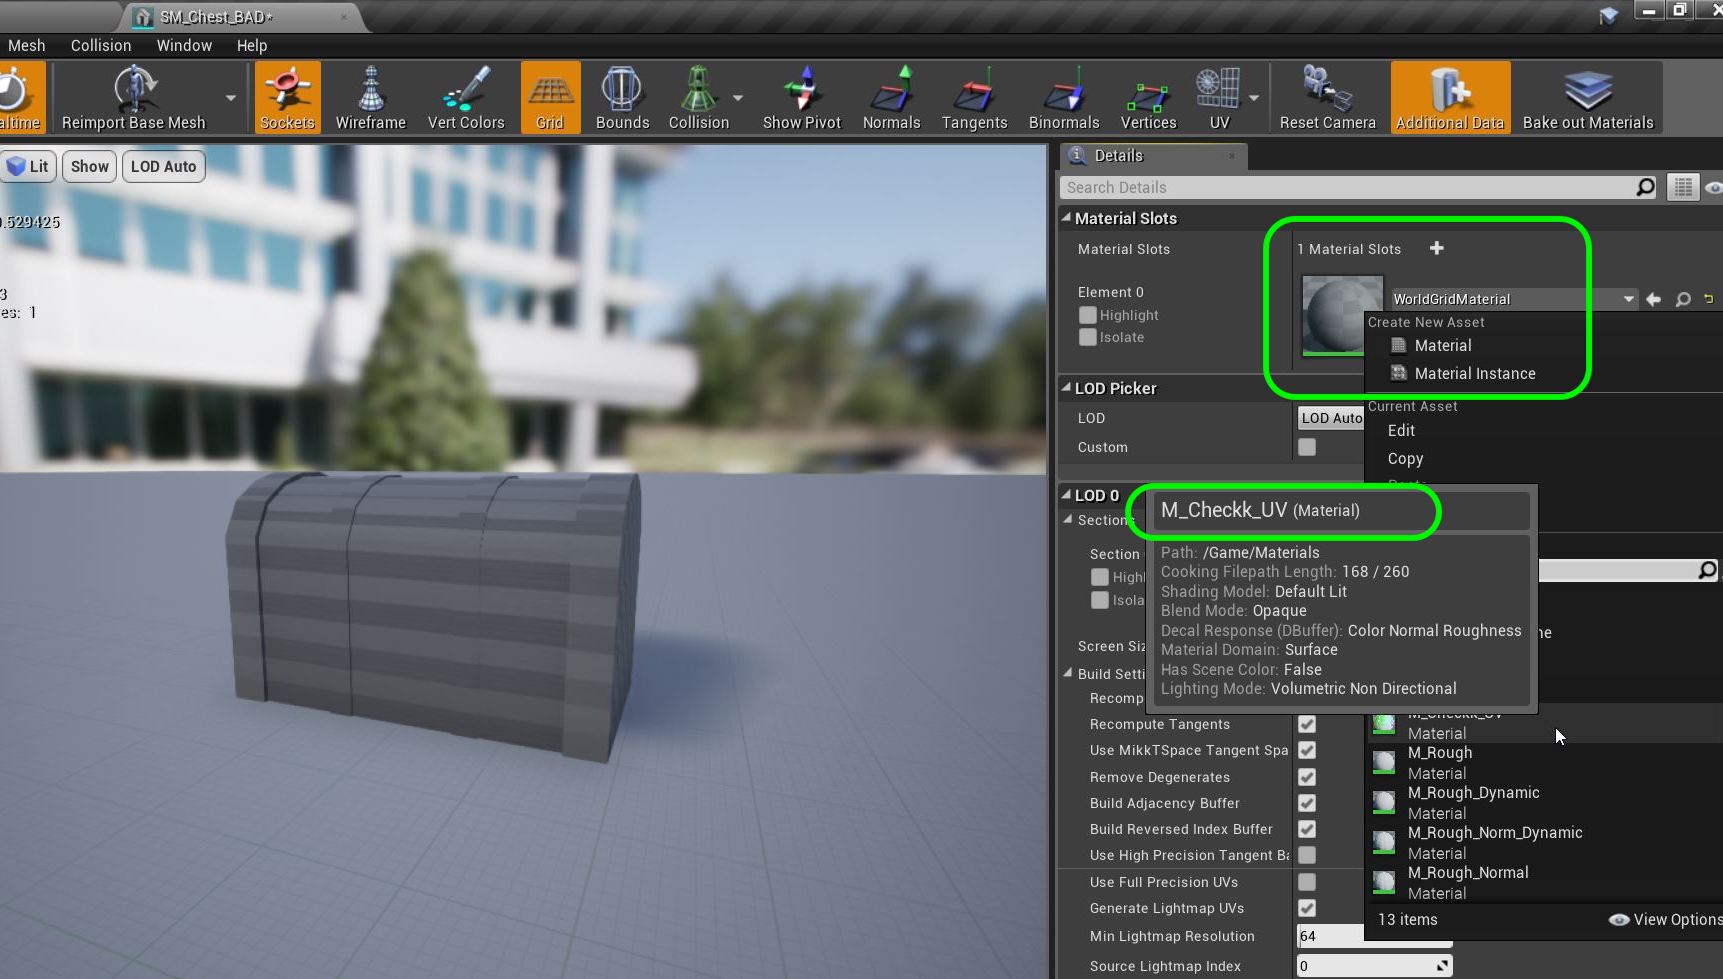 SM_Chest_BAD*
Mesh Collision Window Help
altime Reimport Base Mesh Sockets Wireframe Vert Colors Grid Bounds Collision Show Pivot Normals Tangents Binormals Vertices UV Reset Camera Additional Data Bake out Materials
Lit Show LOD Auto
0.529425
3
es: 1
Details
Search Details
Material Slots
Material Slots 1 Material Slots
Element 0
Highlight
Isolate
WorldGridMaterial
Create New Asset
Material
Material Instance
LOD Picker
LOD LOD Auto
Custom
Current Asset
Edit
Copy
Paste
LOD 0
Sections
M_Checkk_UV (Material)
Section
Highl
Isola
Path: /Game/Materials
Cooking Filepath Length: 168 / 260
Shading Model: Default Lit
Blend Mode: Opaque
Decal Response (DBuffer): Color Normal Roughness
Material Domain: Surface
Has Scene Color: False
Lighting Mode: Volumetric Non Directional
ne
Screen Siz
Build Setti
Recomp
Recompute Tangents
Use MikkTSpace Tangent Spa
Remove Degenerates
Build Adjacency Buffer
Build Reversed Index Buffer
Use High Precision Tangent Ba
Use Full Precision UVs
Generate Lightmap UVs
Min Lightmap Resolution 64
Source Lightmap Index 0
M_Checkk_UV
Material
M_Rough
Material
M_Rough_Dynamic
Material
M_Rough_Norm_Dynamic
Material
M_Rough_Normal
Material
13 items View Options